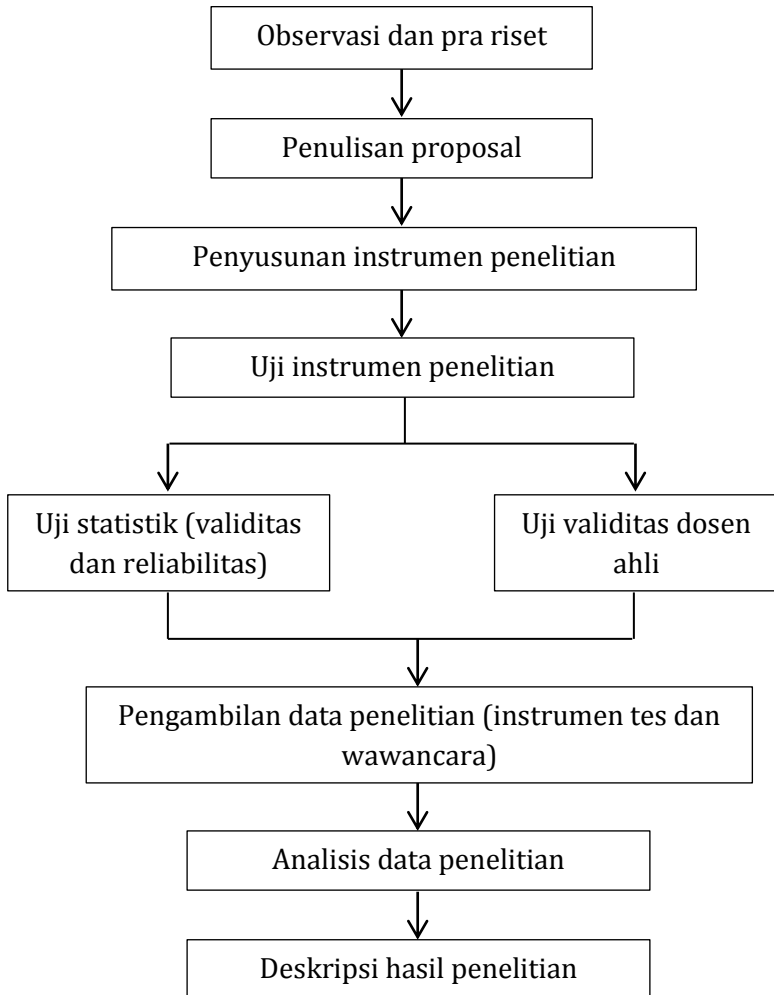 Observasi dan pra riset
Penulisan proposal
Penyusunan instrumen penelitian
Uji instrumen penelitian
Uji statistik (validitas
dan reliabilitas)
Uji validitas dosen
ahli
Pengambilan data penelitian (instrumen tes dan
wawancara)
Analisis data penelitian
Deskripsi hasil penelitian